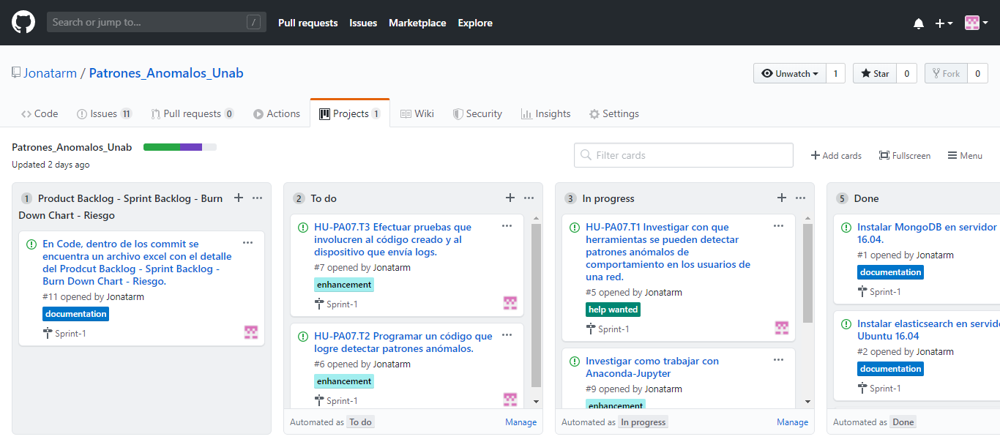 Search or jump to...
/
Pull requests
Issues
Marketplace
Explore
Jonatarm / Patrones_Anomalos_Unab
Unwatch 1
Star 0
Fork 0
Code
Issues 11
Pull requests 0
Actions
Projects 1
Wiki
Security
Insights
Settings
Patrones_Anomalos_Unab
Updated 2 days ago
Filter cards
Add cards
Fullscreen
Menu
1 Product Backlog - Sprint Backlog - Burn
Down Chart - Riesgo
En Code, dentro de los commit se
encuentra un archivo excel con el detalle
del Prodcut Backlog - Sprint Backlog -
Burn Down Chart - Riesgo.
#11 opened by Jonatarm
documentation
Sprint-1
2 To do
HU-PA07.T3 Efectuar pruebas que
involucren al código creado y al
dispositivo que envía logs.
#7 opened by Jonatarm
enhancement
Sprint-1
HU-PA07.T2 Programar un código que
logre detectar patrones anómalos.
#6 opened by Jonatarm
enhancement
Sprint-1
Automated as To do
Manage
3 In progress
HU-PA07.T1 Investigar con que
herramientas se pueden detectar
patrones anómalos de
comportamiento en los usuarios de
una red.
#5 opened by Jonatarm
help wanted
Sprint-1
Investigar como trabajar con
Anaconda-Jupyter
#9 opened by Jonatarm
enhancement
Automated as In progress
Manage
5 Done
Instalar MongoDB en servidor
16.04.
#1 opened by Jonatarm
documentation
Sprint-1
Instalar elasticsearch en servido
Ubuntu 16.04
#2 opened by Jonatarm
documentation
Sprint-1
Automated as Done